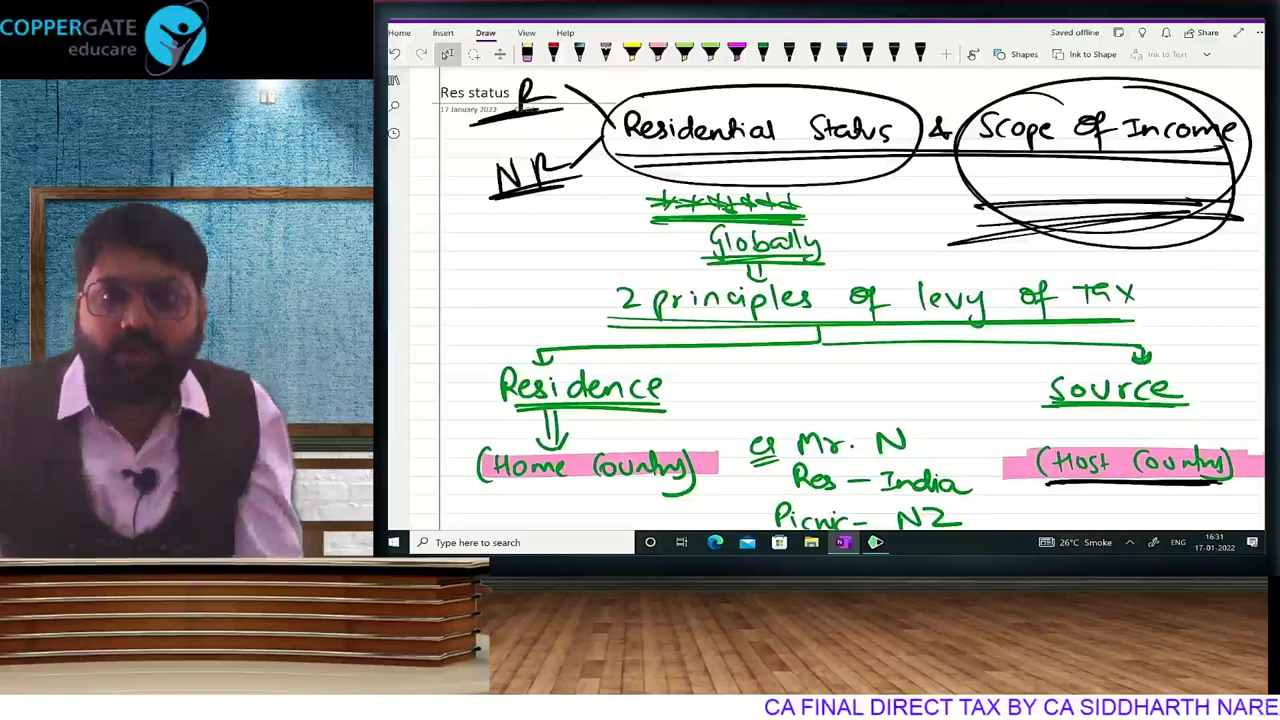 COPPERGATE
educare
Home Insert Draw View Help
Saved offline
Share
Shapes
Ink to Shape
Ink to Text
Res status
17 January 2022
R
NR
Residential Status & Scope of Income
Globally
2 principles of levy of Tax
Residence
Source
(Home Country)
(Host Country)
eg Mr. N
Res - India
Picnic - NZ
Type here to search
26°C Smoke
ENG
16:31
17-01-2022
CA FINAL DIRECT TAX BY CA SIDDHARTH NARE